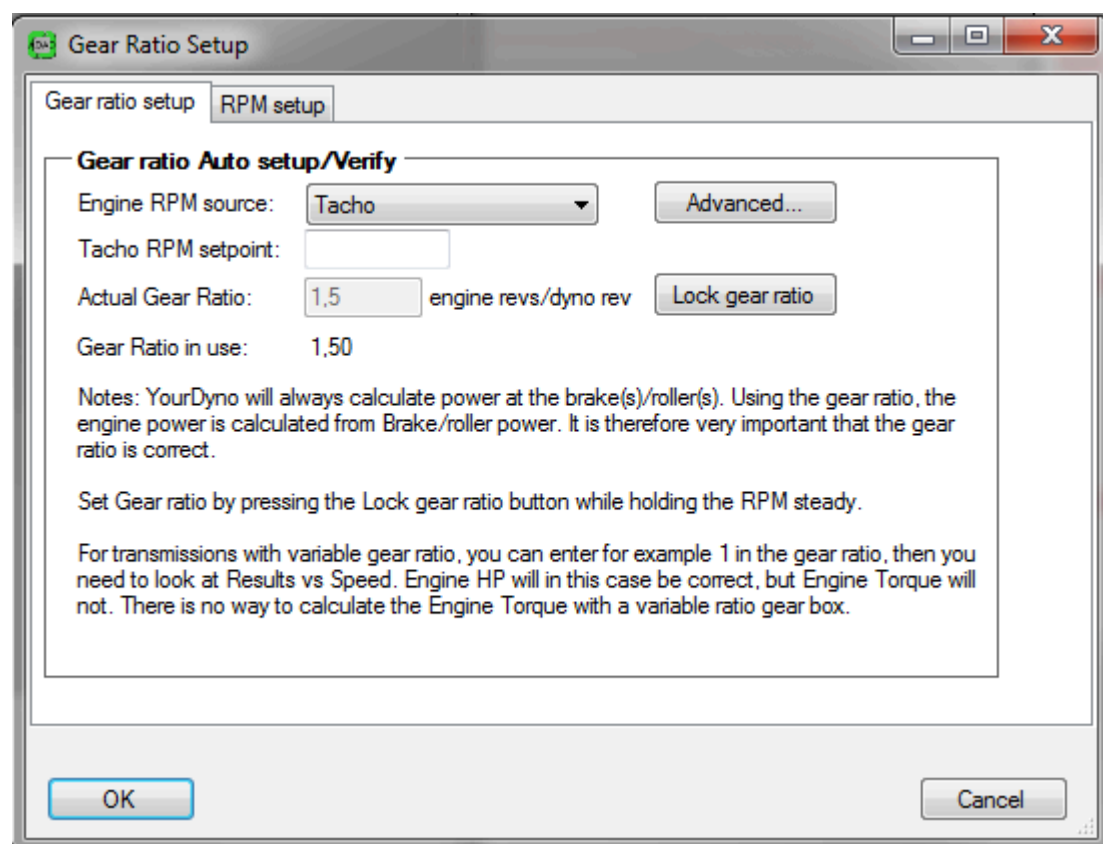 Gear Ratio Setup
Gear ratio setup RPM setup
Gear ratio Auto setup/Verify
Engine RPM source: Tacho Advanced...
Tacho RPM setpoint:
Actual Gear Ratio: 1,5 engine revs/dyno rev Lock gear ratio
Gear Ratio in use: 1,50
Notes: YourDyno will always calculate power at the brake(s)/roller(s). Using the gear ratio, the
engine power is calculated from Brake/roller power. It is therefore very important that the gear
ratio is correct.
Set Gear ratio by pressing the Lock gear ratio button while holding the RPM steady.
For transmissions with variable gear ratio, you can enter for example 1 in the gear ratio, then you
need to look at Results vs Speed. Engine HP will in this case be correct, but Engine Torque will
not. There is no way to calculate the Engine Torque with a variable ratio gear box.
OK Cancel